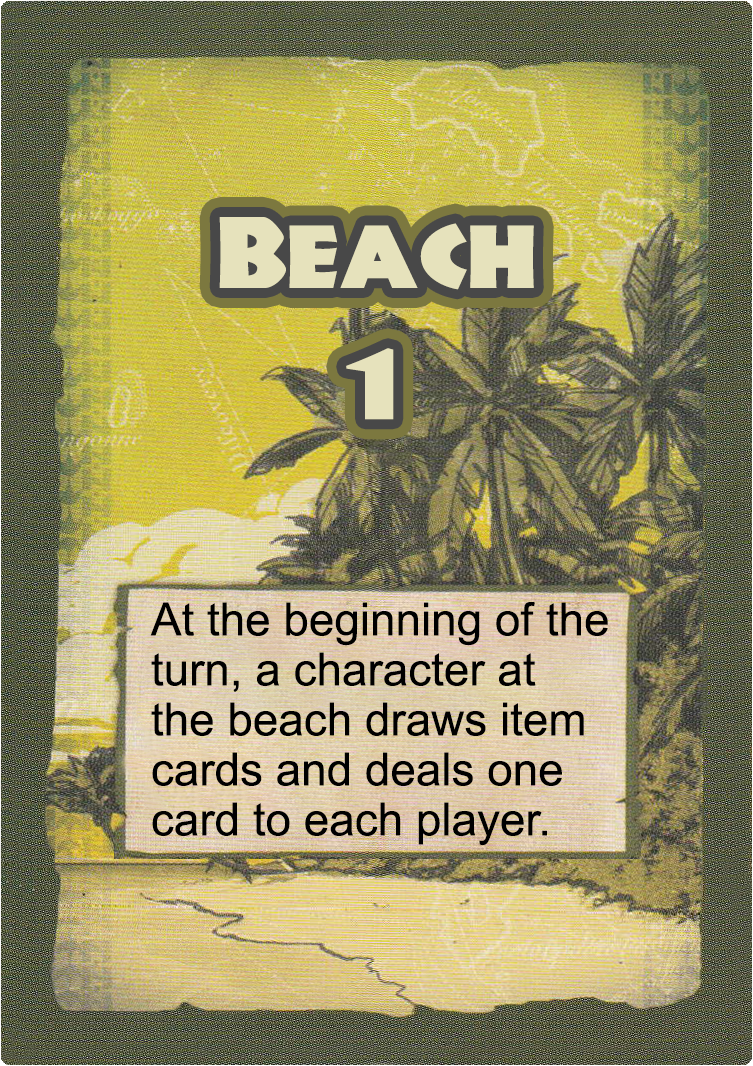 BEACH
1
At the beginning of the
turn, a character at
the beach draws item
cards and deals one
card to each player.
Discovery